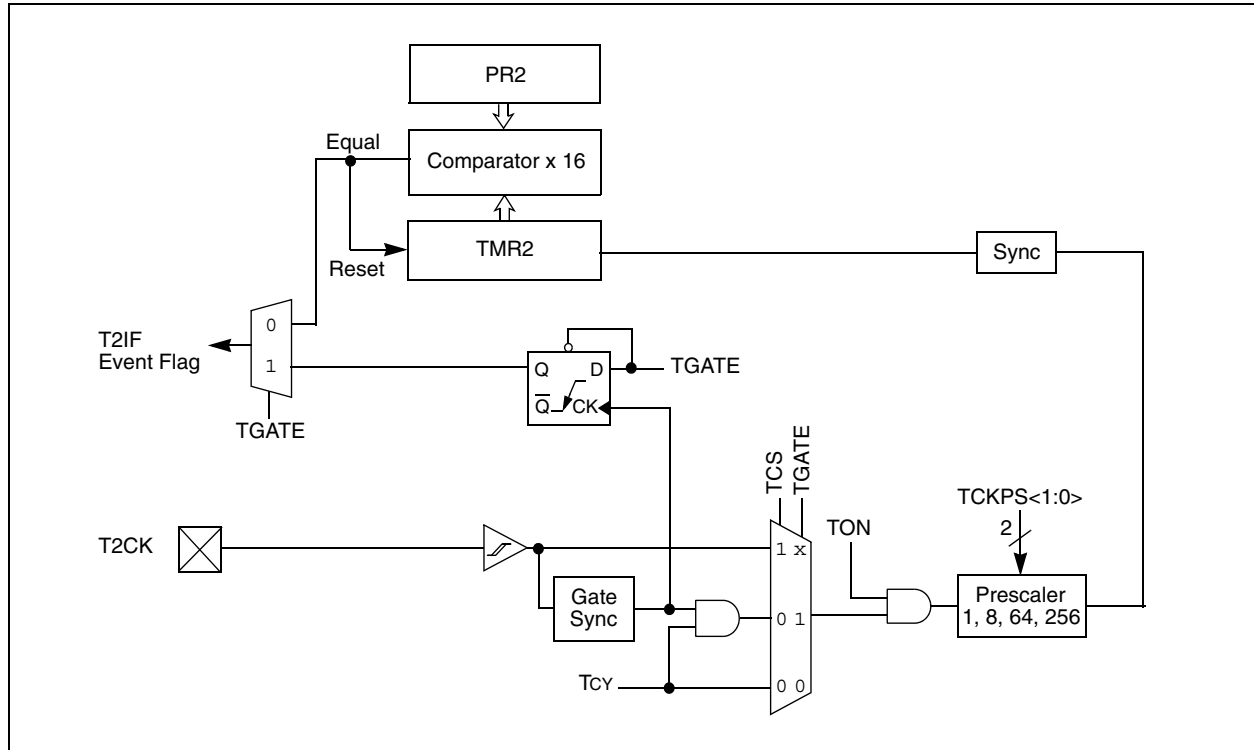 PR2
Equal
Comparator x 16
TMR2
Reset
Sync
T2IF
Event Flag
0
1
TGATE
Q
D
Q̅
CK
TGATE
TCS
TGATE
TCKPS<1:0>
2
TON
T2CK
1 x
Gate
Sync
0 1
Prescaler
1, 8, 64, 256
TCY
0 0